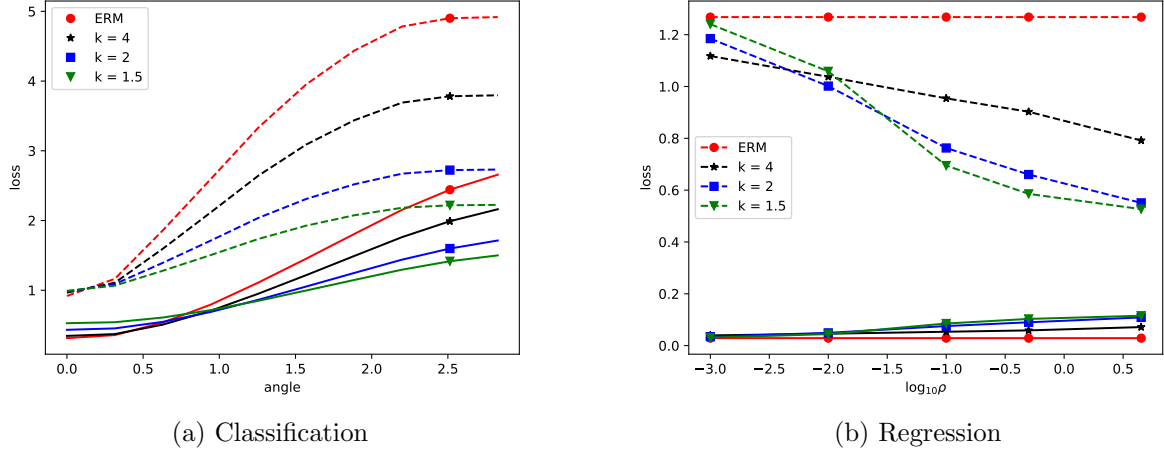 5
4
3
2
1
loss
ERM
k = 4
k = 2
k = 1.5
0.0 0.5 1.0 1.5 2.0 2.5
angle
(a) Classification
1.2
1.0
0.8
0.6
0.4
0.2
0.0
loss
ERM
k = 4
k = 2
k = 1.5
−3.0 −2.5 −2.0 −1.5 −1.0 −0.5 0.0 0.5
log₁₀ρ
(b) Regression